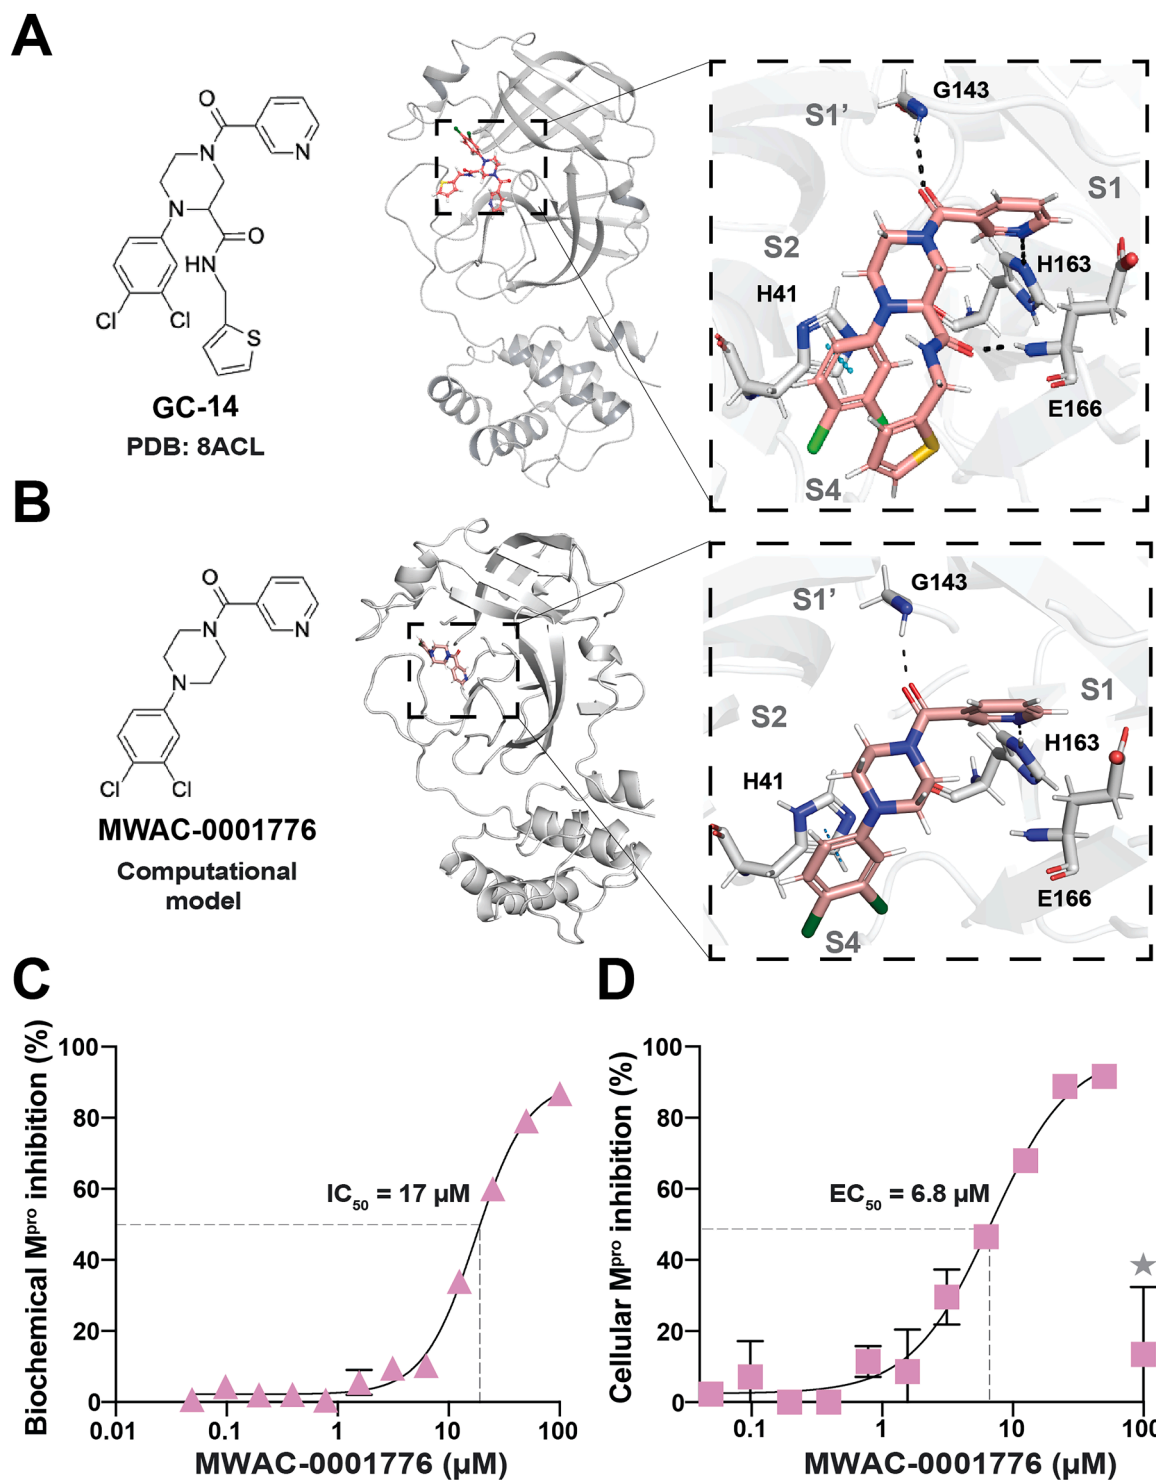 A
O
N
N
N
O
HN
Cl
Cl
S
GC-14
PDB: 8ACL
G143
S1’
S1
S2
H163
H41
E166
S4
B
O
N
N
N
Cl
Cl
MWAC-0001776
Computational
model
G143
S1’
S1
S2
H163
H41
E166
S4
C
Biochemical Mpro inhibition (%)
100
80
60
40
20
0
IC50 = 17 µM
0.01
0.1
1
10
100
MWAC-0001776 (µM)
D
Cellular Mpro inhibition (%)
100
80
60
40
20
0
EC50 = 6.8 µM
0.1
1
10
100
MWAC-0001776 (µM)